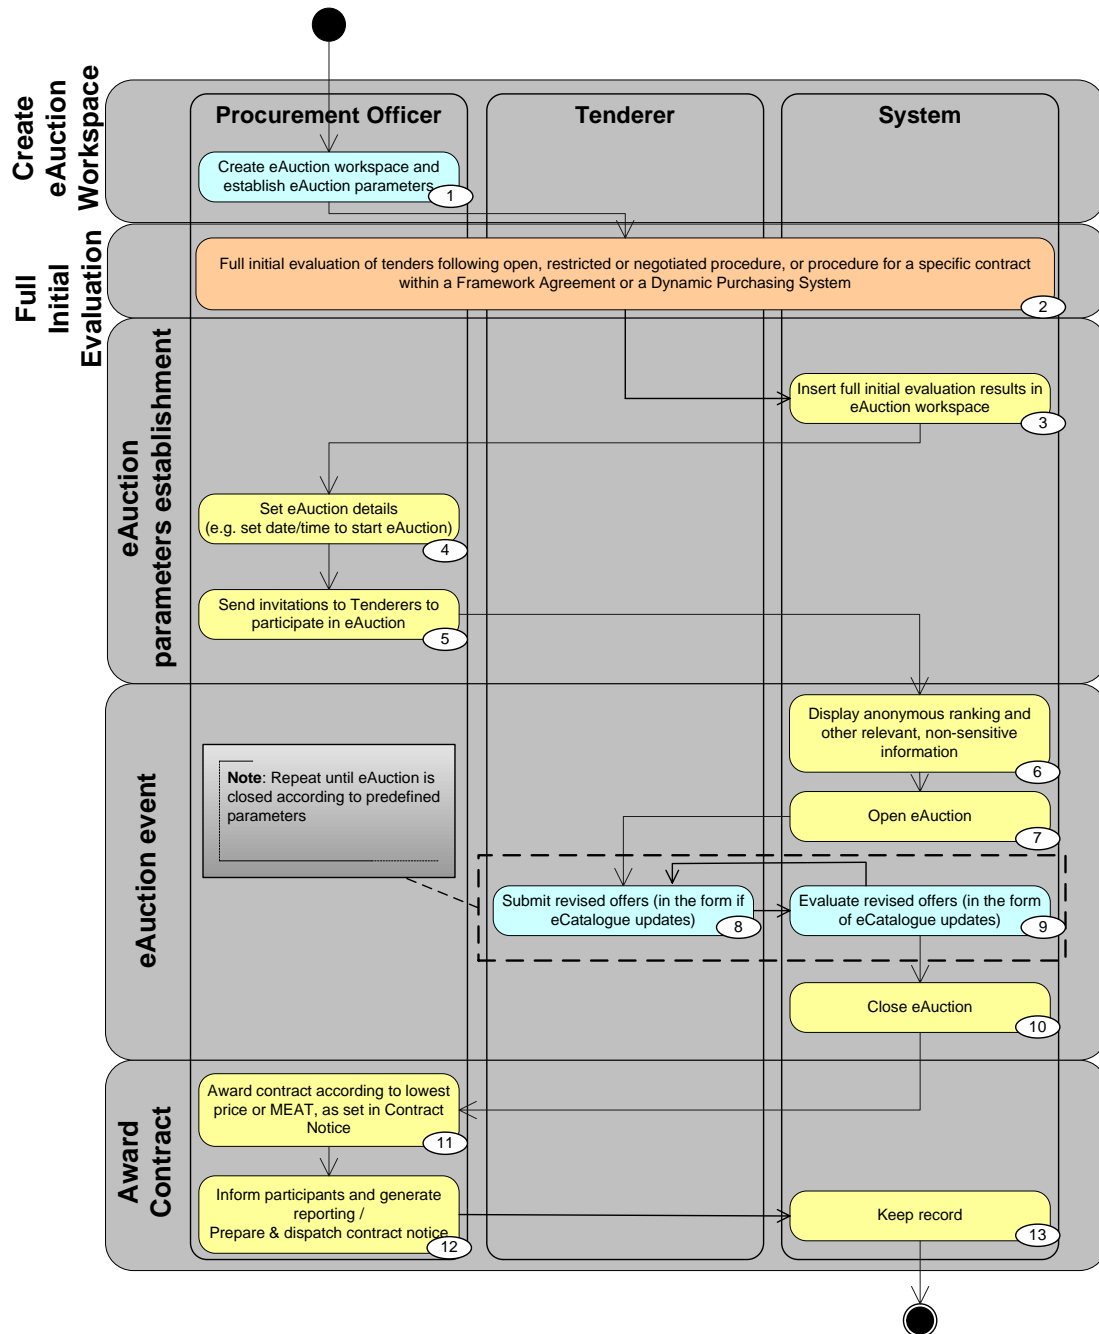 Create
eAuction
Workspace
Procurement Officer
Tenderer
System
Create eAuction workspace and
establish eAuction parameters
1
Full
Initial
Evaluation
Full initial evaluation of tenders following open, restricted or negotiated procedure, or procedure for a specific contract
within a Framework Agreement or a Dynamic Purchasing System
2
eAuction
parameters establishment
Insert full initial evaluation results in
eAuction workspace
3
Set eAuction details
(e.g. set date/time to start eAuction)
4
Send invitations to Tenderers to
participate in eAuction
5
eAuction event
Display anonymous ranking and
other relevant, non-sensitive
information
6
Note: Repeat until eAuction is
closed according to predefined
parameters
Open eAuction
7
Submit revised offers (in the form if
eCatalogue updates)
8
Evaluate revised offers (in the form
of eCatalogue updates)
9
Close eAuction
10
Award
Contract
Award contract according to lowest
price or MEAT, as set in Contract
Notice
11
Inform participants and generate
reporting /
Prepare & dispatch contract notice
12
Keep record
13